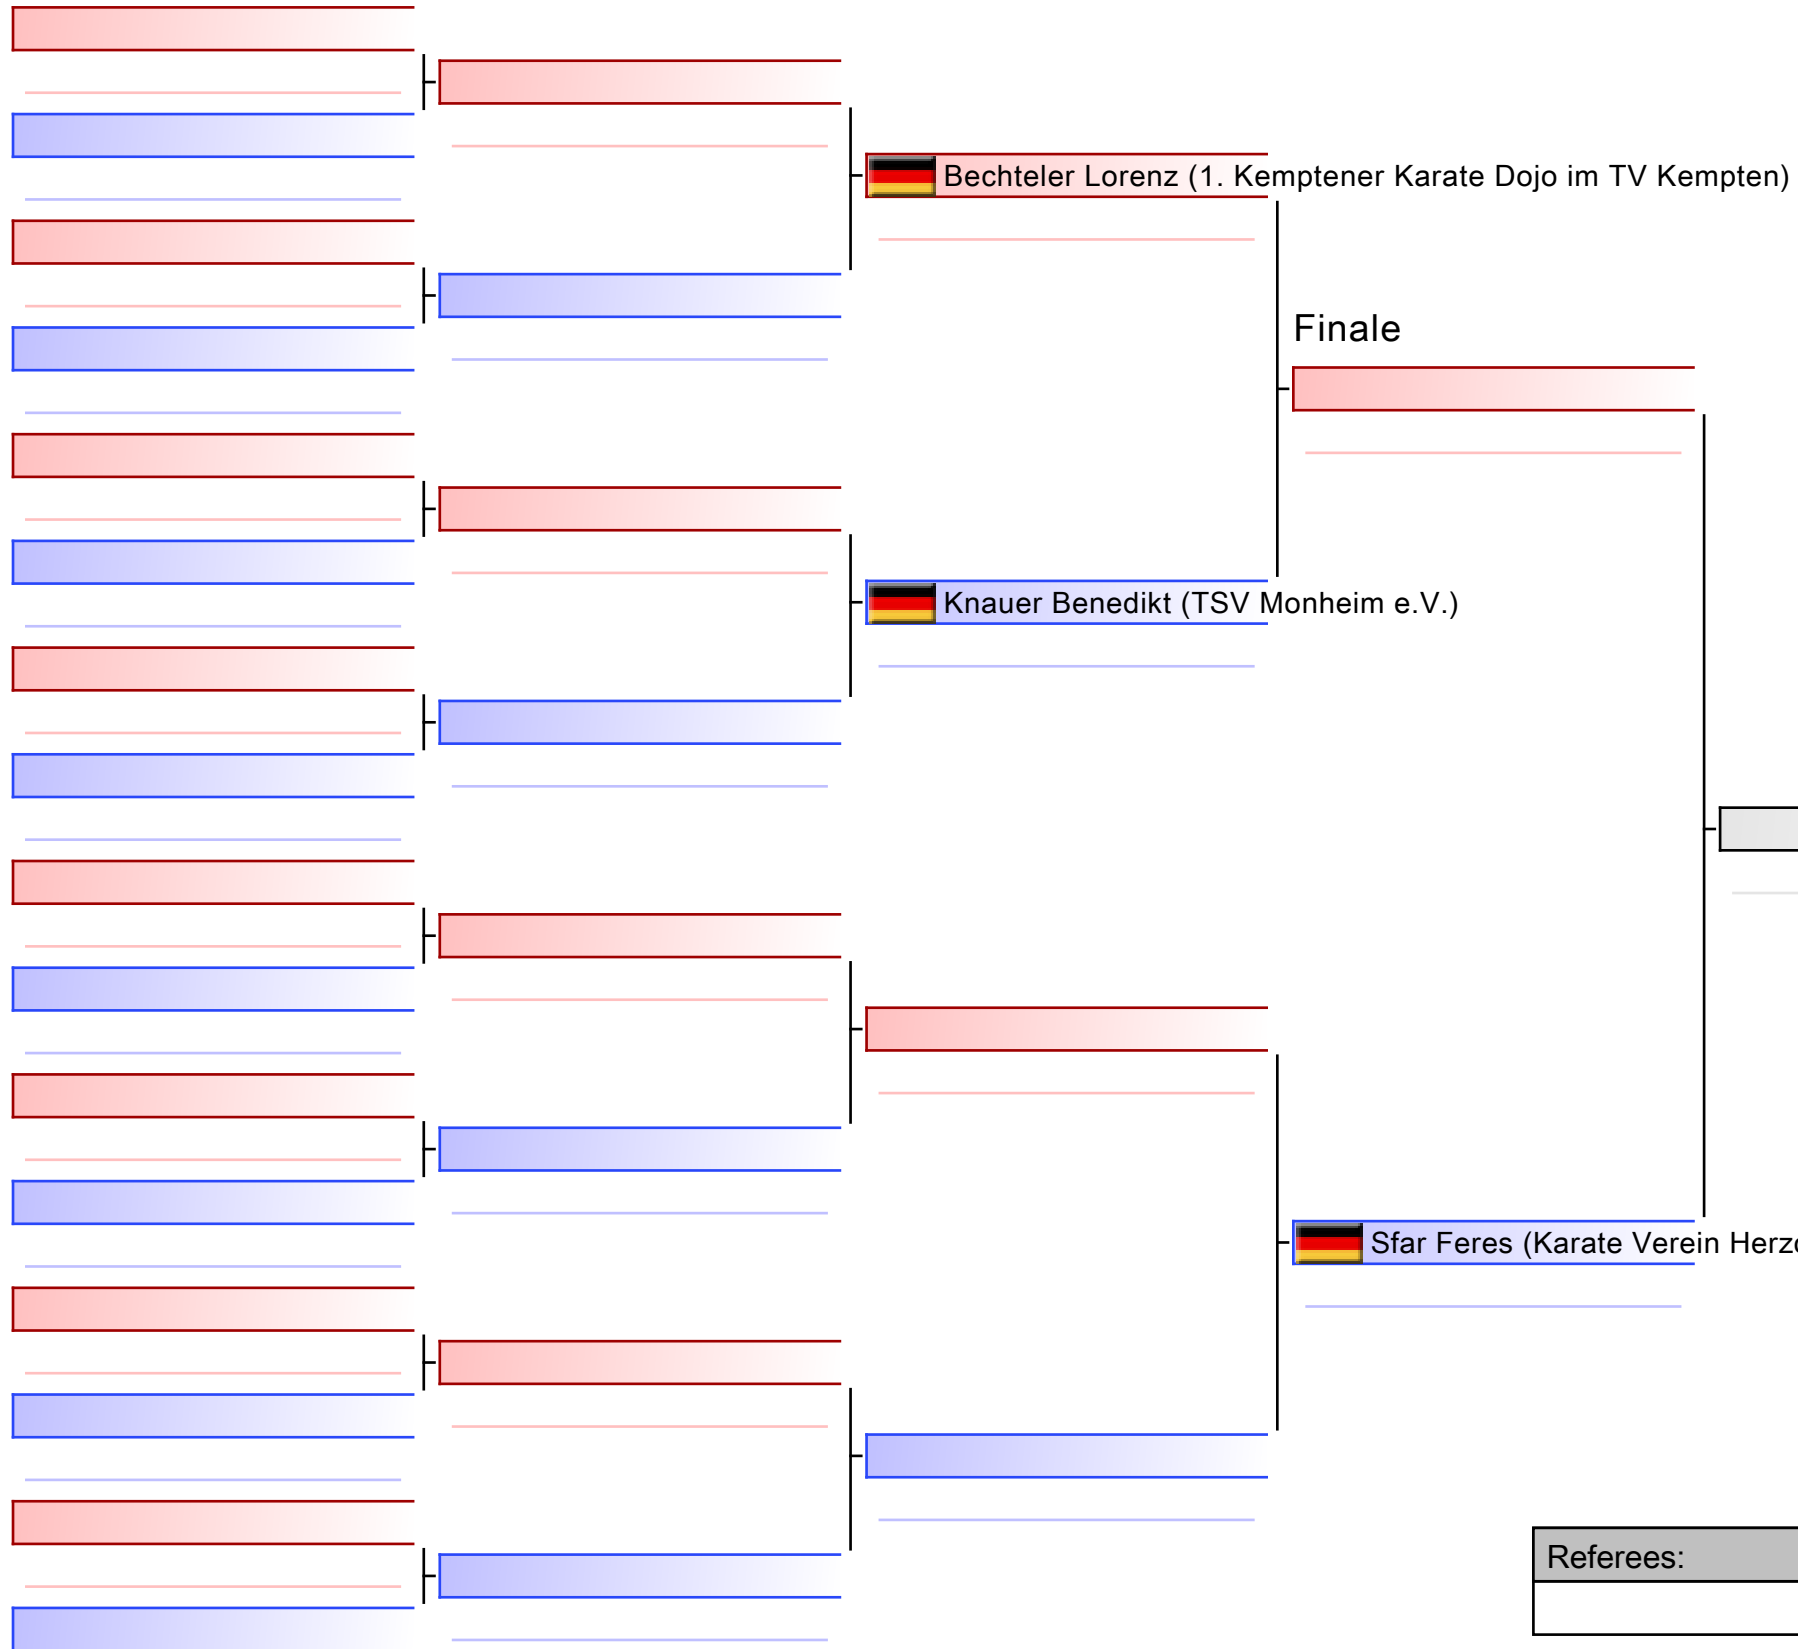 Bechteler Lorenz (1. Kemptener Karate Dojo im TV Kempten)
Finale
Knauer Benedikt (TSV Monheim e.V.)
Sfar Feres (Karate Verein
Referees: